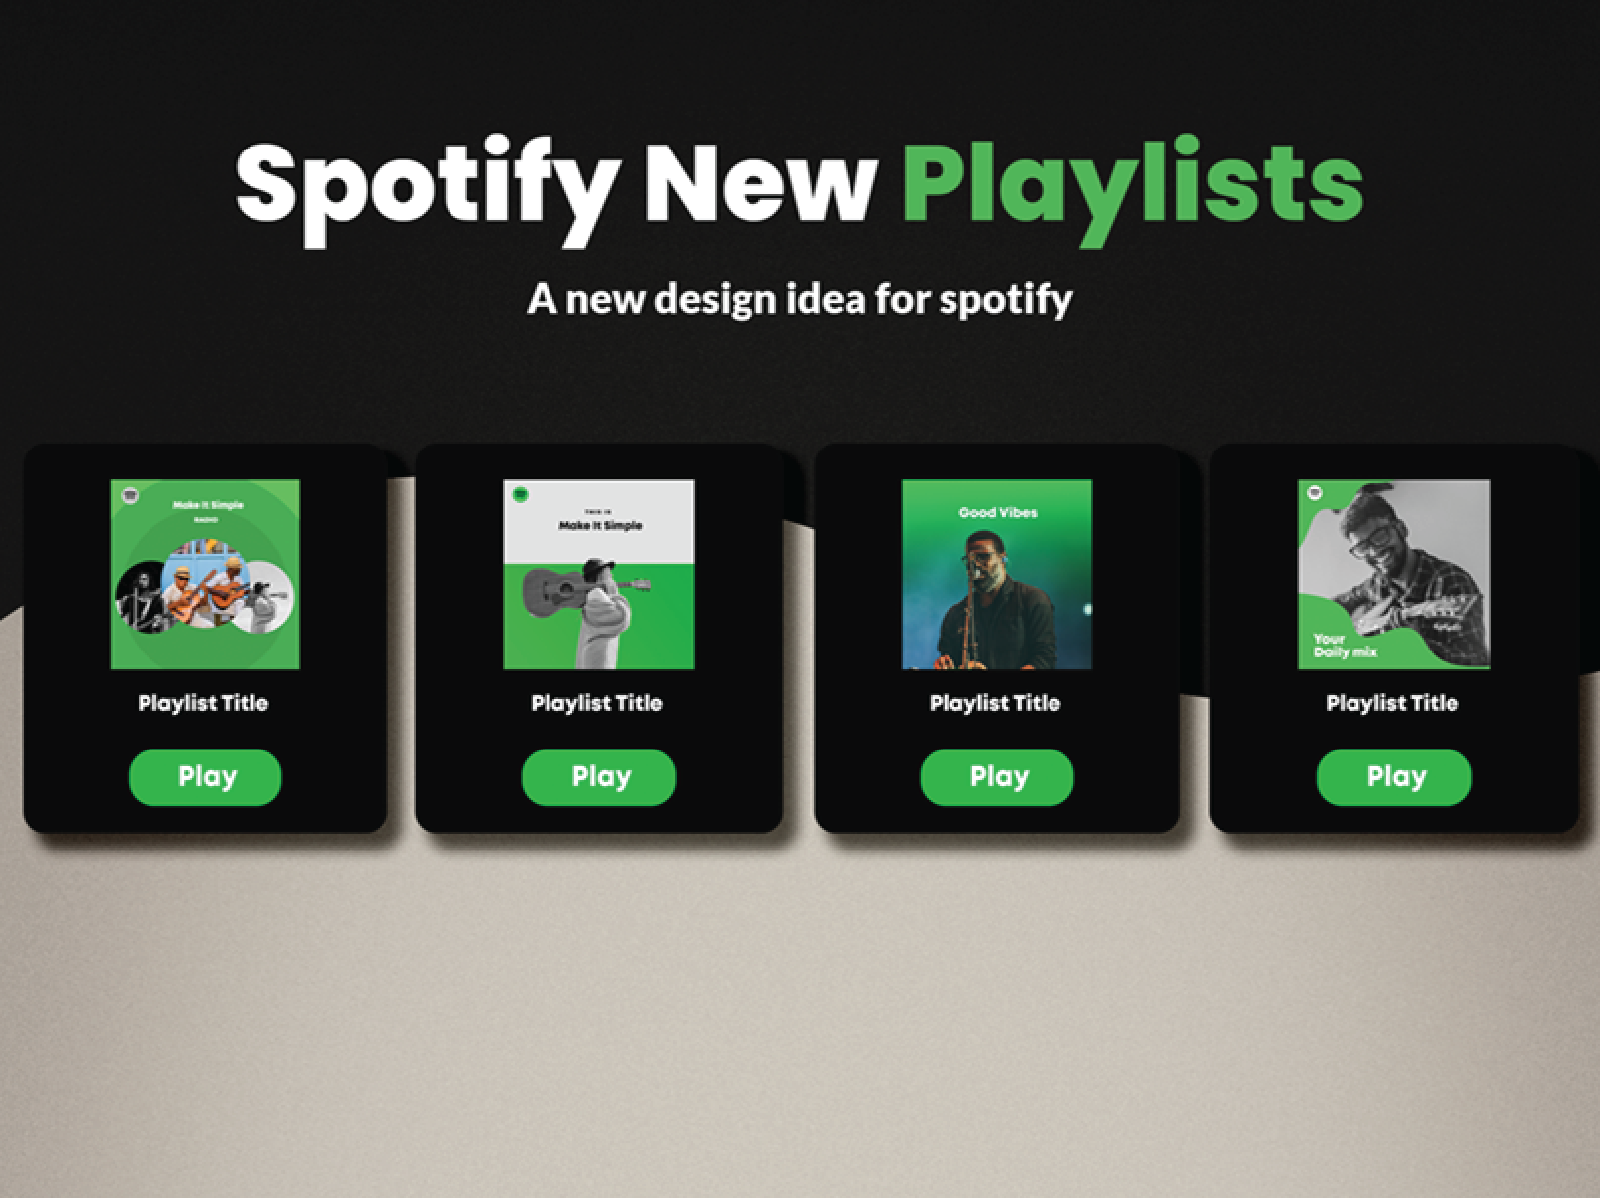 Spotify New Playlists
A new design idea for spotify
Make It Simple
RADIO
THIS IS
Make It Simple
Good Vibes
Your
Daily mix
Playlist Title
Playlist Title
Playlist Title
Playlist Title
Play
Play
Play
Play